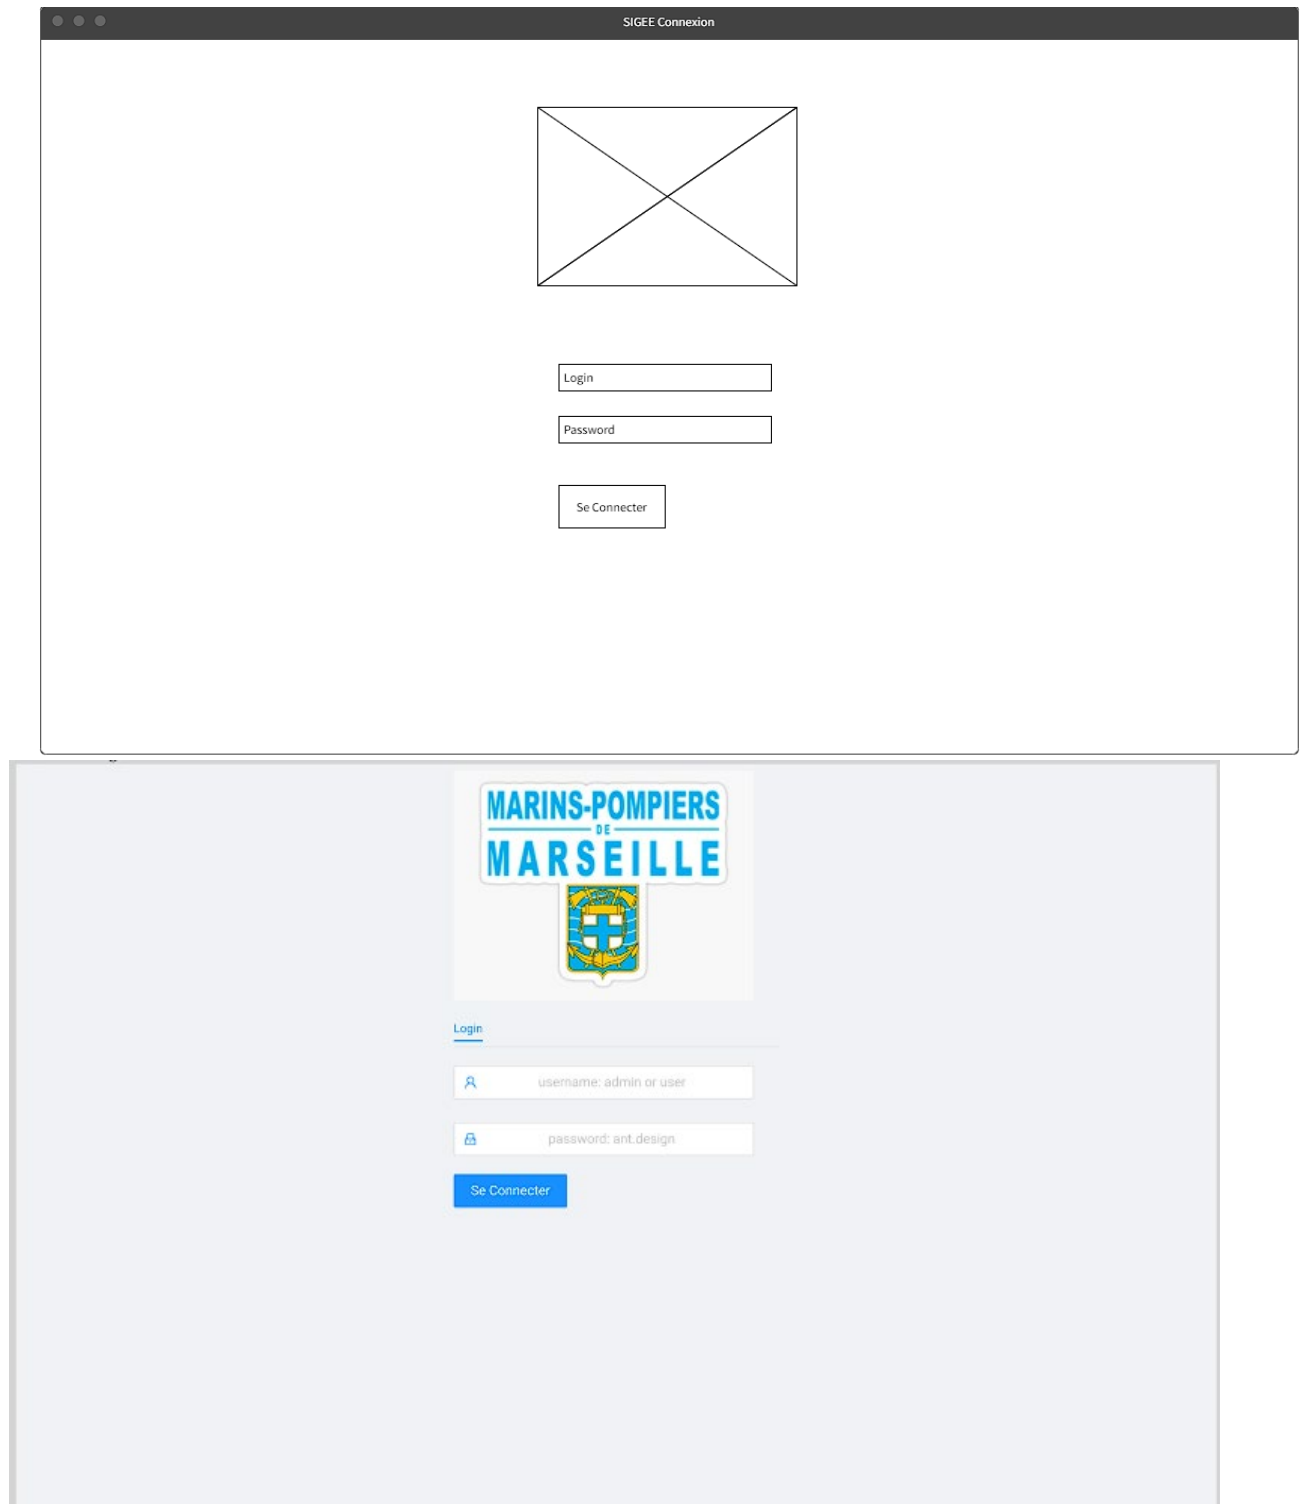 SIGEE Connexion
Login
Password
Se Connecter
MARINS-POMPIERS
DE
MARSEILLE
Login
username: admin or user
password: ant.design
Se Connecter